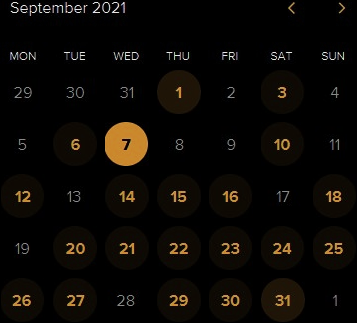 September 2021
MON TUE WED THU FRI SAT SUN
29 30 31 1 2 3 4
5 6 7 8 9 10 11
12 13 14 15 16 17 18
19 20 21 22 23 24 25
26 27 28 29 30 31 1